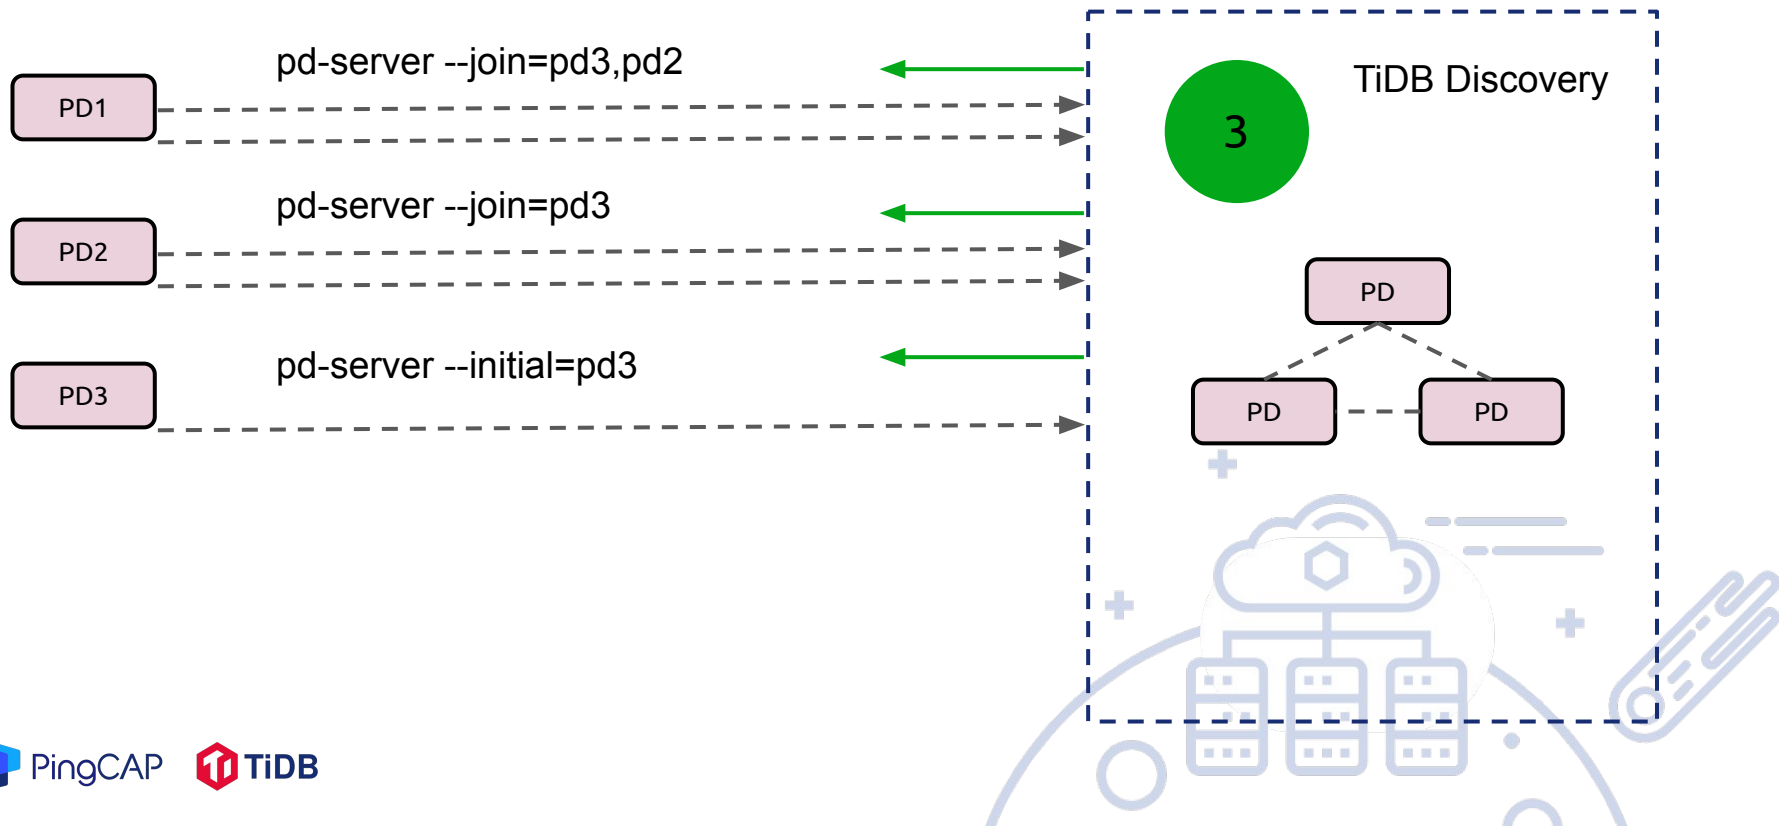 pd-server --join=pd3,pd2
TiDB Discovery
PD1
3
pd-server --join=pd3
PD2
PD
pd-server --initial=pd3
PD3
PD
PD
PingCAP
TiDB